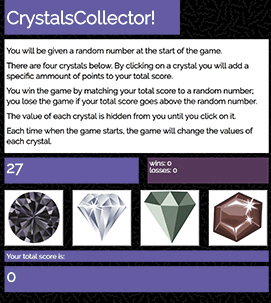 CrystalsCollector!
You will be given a random number at the start of the game.
There are four crystals below. By clicking on a crystal you will add a
specific ammount of points to your total score.
You win the game by matching your total score to a random number;
you lose the game if your total score goes above the random number.
The value of each crystal is hidden from you until you click on it.
Each time when the game starts, the game will change the values of
each crystal.
27
wins: 0
losses: 0
Your total score is:
0